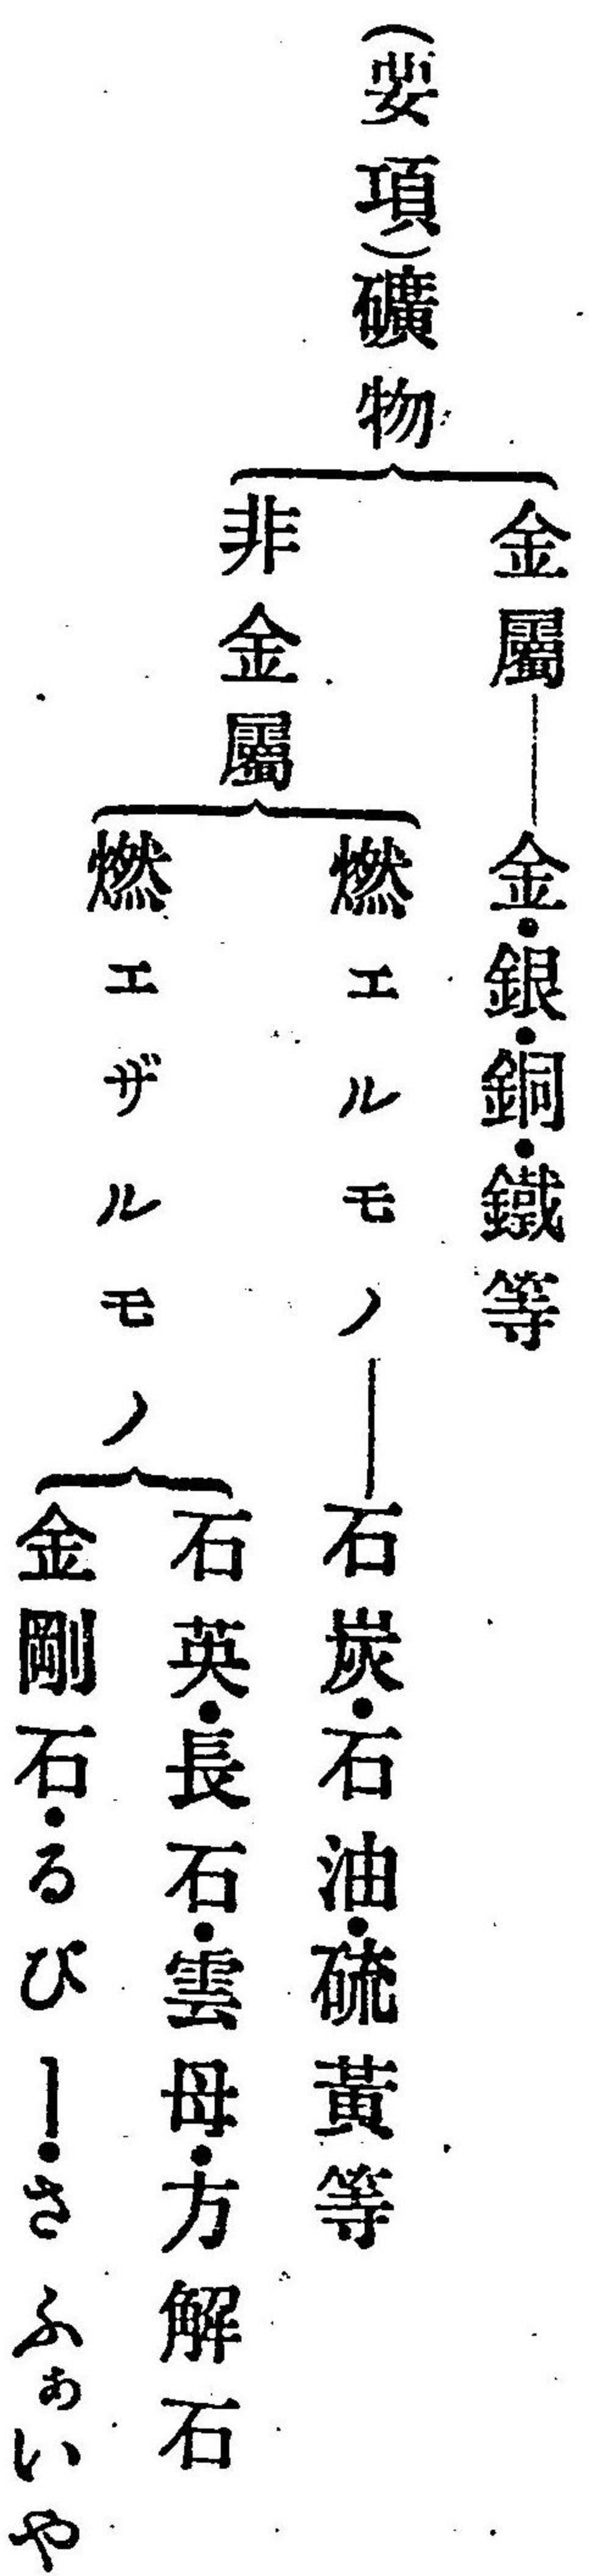 (要項)礦物
金屬——金・銀・銅・鐵等
非金屬
燃エルモノ——石炭・石油・硫黃等
燃エザルモノ
石英・長石・雲母・方解石
金剛石・るびー・さふぁいや